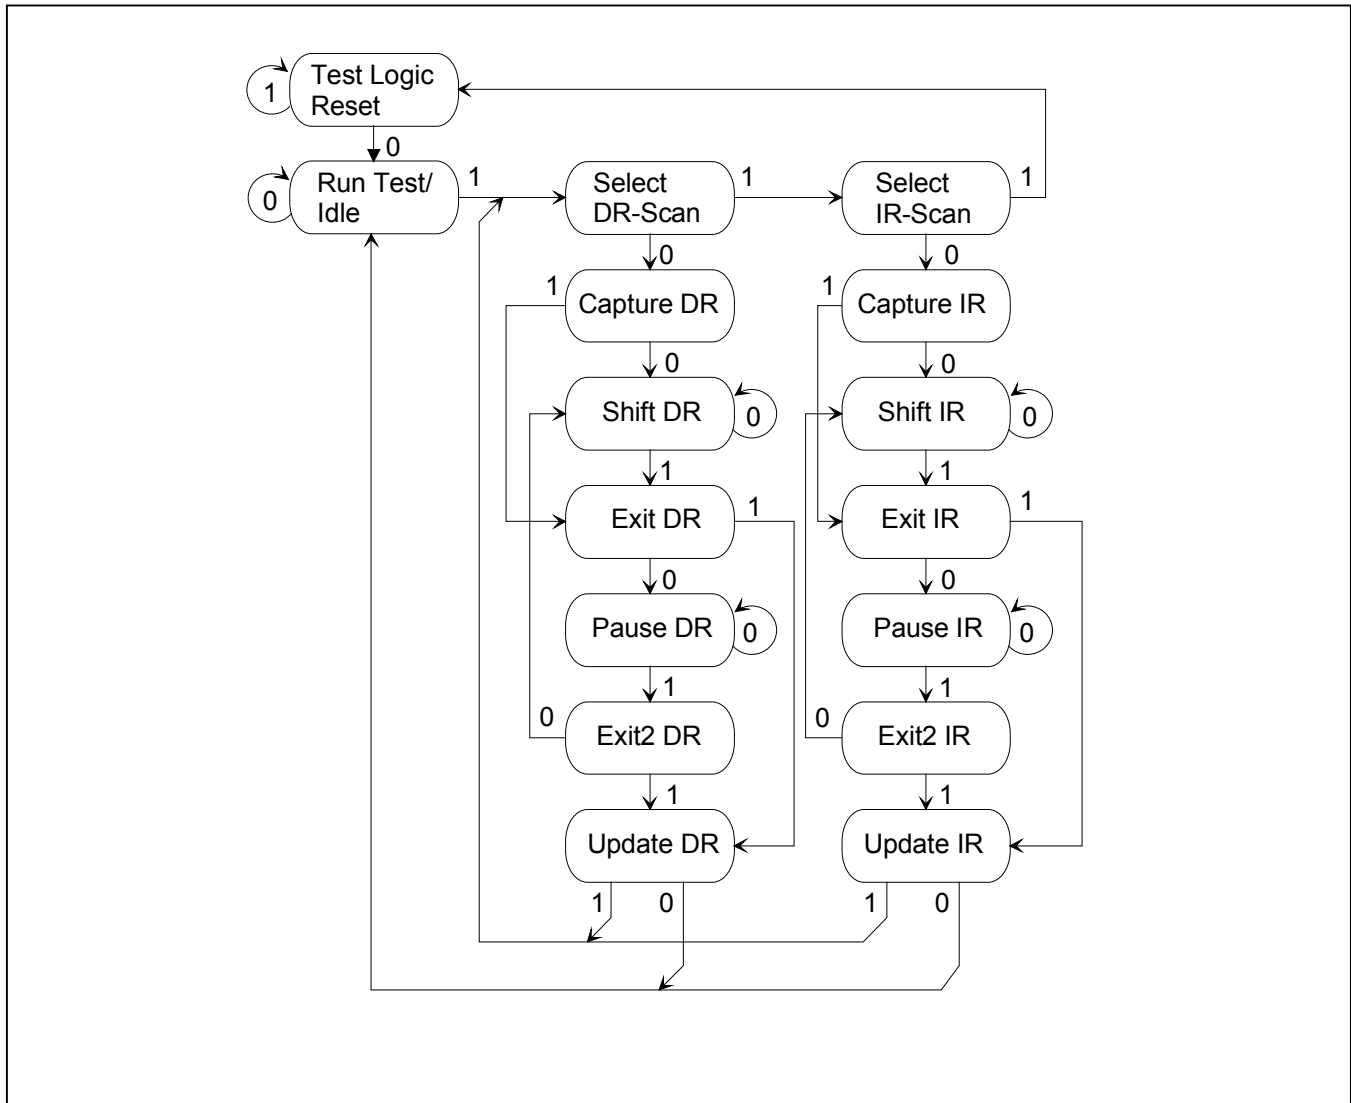 Test Logic
Reset
1
0
Run Test/
Idle
0
1
Select
DR-Scan
1
Select
IR-Scan
1
0
0
1
Capture DR
1
Capture IR
0
0
Shift DR
0
Shift IR
0
1
1
Exit DR
1
Exit IR
1
0
0
Pause DR
0
Pause IR
0
1
1
0
Exit2 DR
0
Exit2 IR
1
1
Update DR
Update IR
1
0
1
0